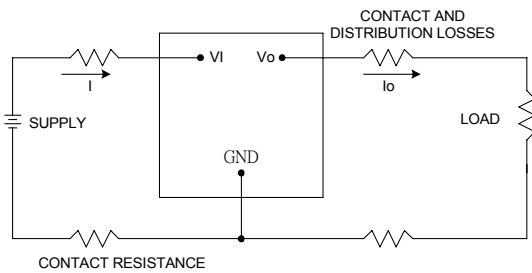 CONTACT AND
DISTRIBUTION LOSSES
VI
Vo
I
Io
SUPPLY
LOAD
GND
CONTACT RESISTANCE